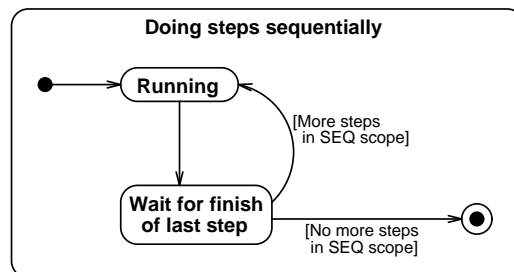 Doing steps sequentially
Running
[More steps
in SEQ scope]
Wait for finish
of last step
[No more steps
in SEQ scope]